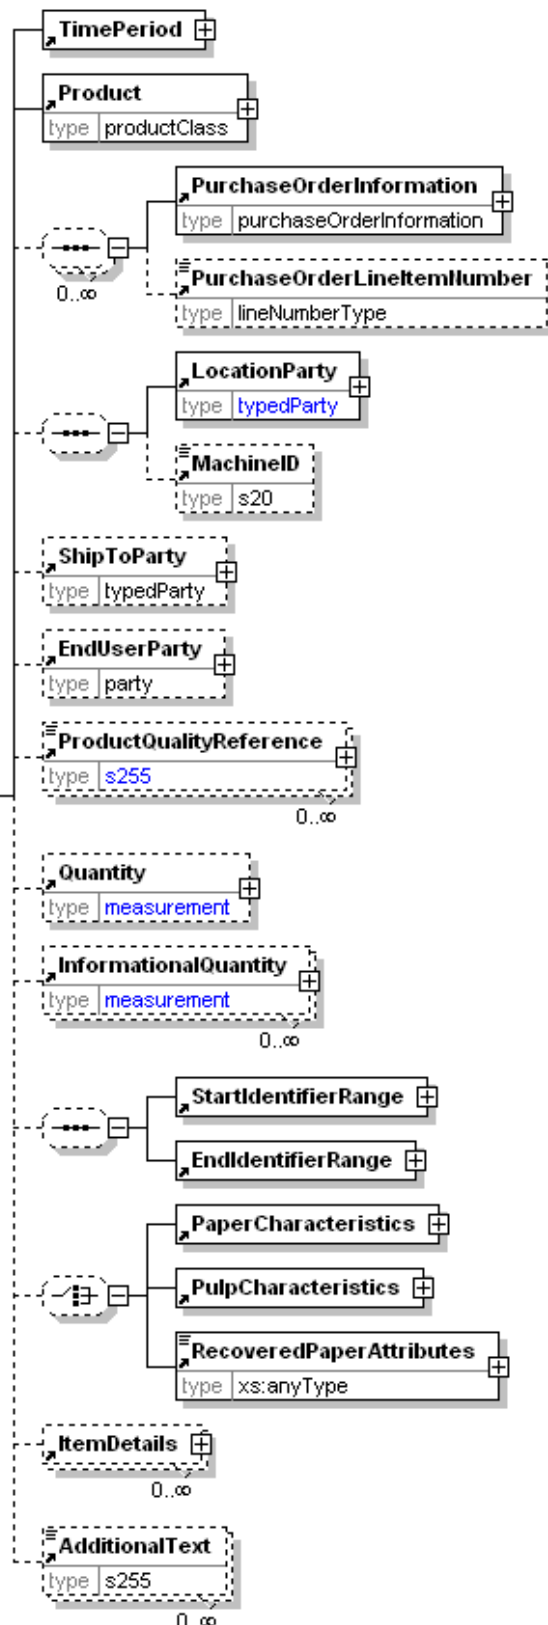 TimePeriod
Product
type productClass
PurchaseOrderInformation
type purchaseOrderInformation
0..∞
PurchaseOrderLineItemNumber
type lineNumberType
LocationParty
type typedParty
MachineID
type s20
ShipToParty
type typedParty
EndUserParty
type party
ProductQualityReference
type s255
0..∞
Quantity
type measurement
InformationalQuantity
type measurement
0..∞
StartIdentifierRange
EndIdentifierRange
PaperCharacteristics
PulpCharacteristics
RecoveredPaperAttributes
type xs:anyType
ItemDetails
0..∞
AdditionalText
type s255
0..∞